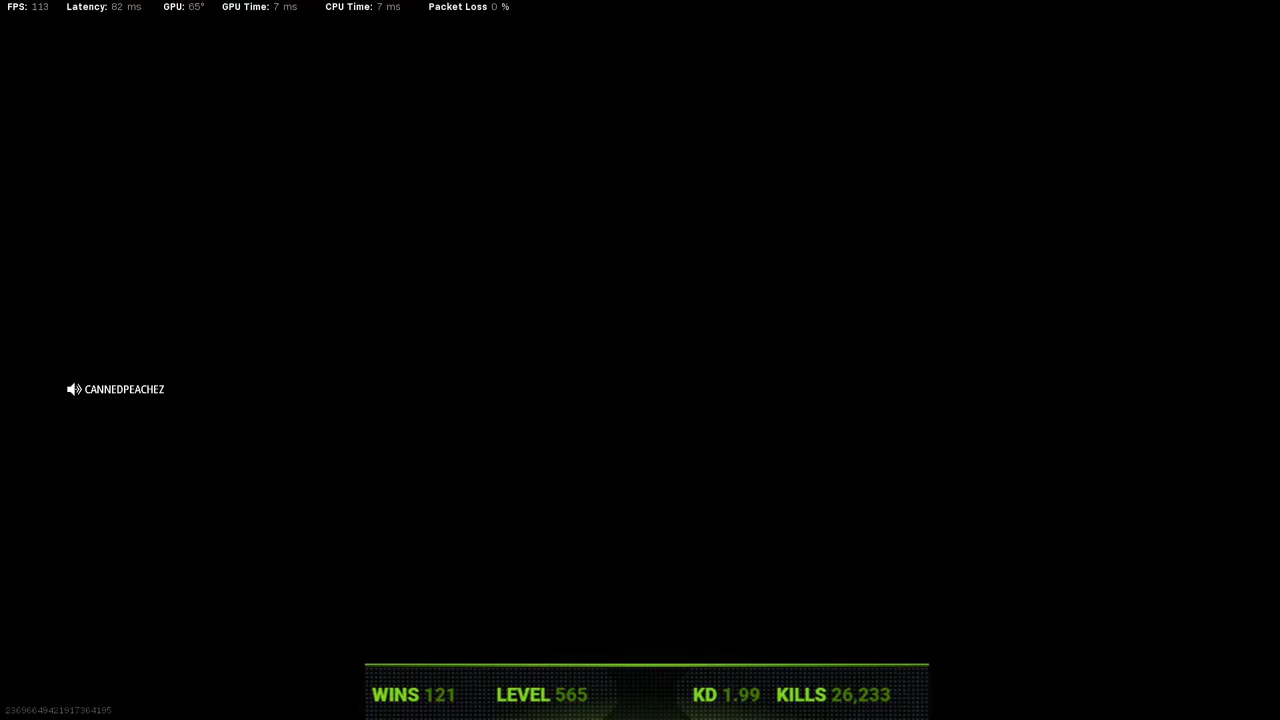 FPS: 113 Latency: 82 ms GPU: 65° GPU Time: 7 ms CPU Time: 7 ms Packet Loss 0 %
CANNEDPEACHEZ
WINS 121 LEVEL 565 KD 1.99 KILLS 26,233